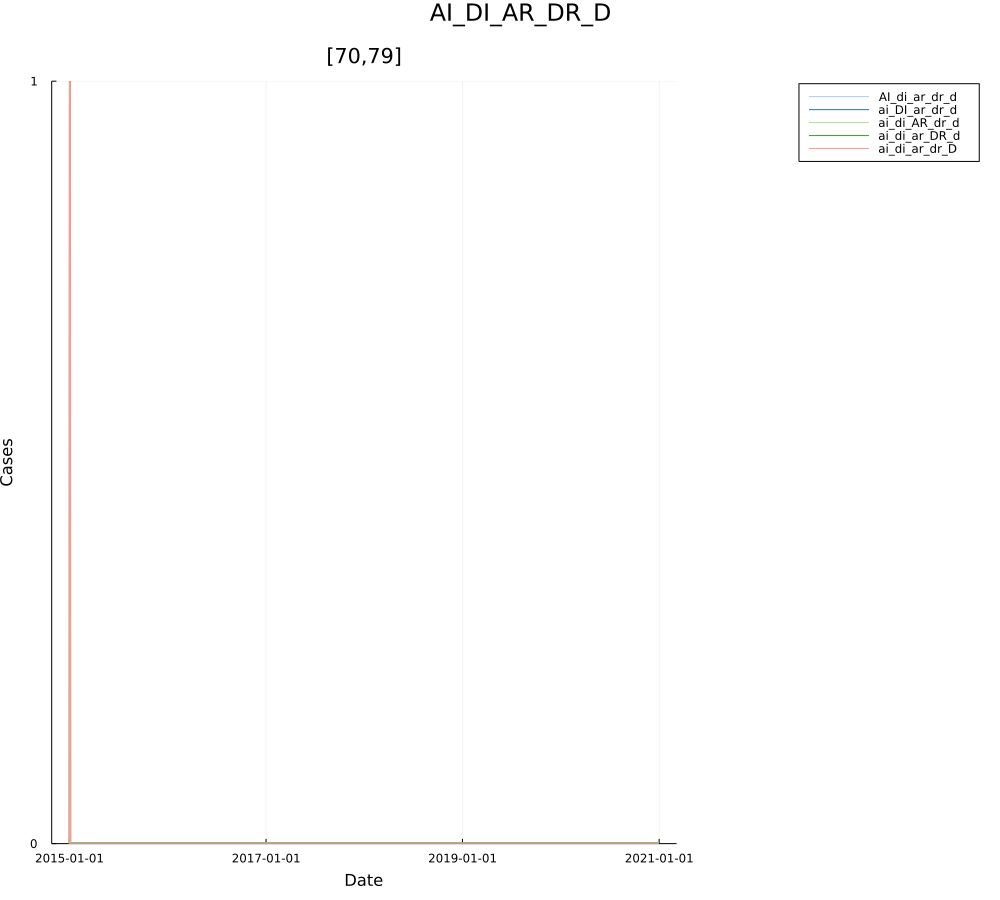 AI_DI_AR_DR_D
[70,79]
1
0
Cases
2015-01-01
2017-01-01
2019-01-01
2021-01-01
Date
AI_di_ar_dr_d
ai_DI_ar_dr_d
ai_di_AR_dr_d
ai_di_ar_DR_d
ai_di_ar_dr_D